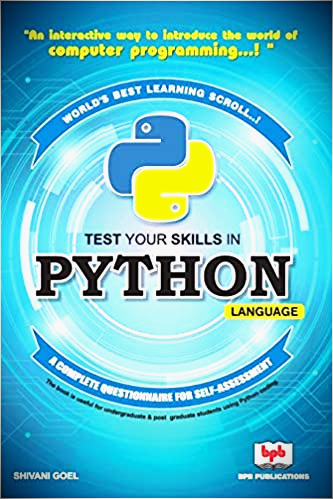 "An interactive way to introduce the world of
computer programming...! "
WORLD'S BEST LEARNING SCROLL...!
TEST YOUR SKILLS IN
PYTHON
LANGUAGE
A COMPLETE QUESTIONNAIRE FOR SELF-ASSESSMENT
The book is useful for undergraduate & post graduate students using Python coding.
SHIVANI GOEL
bpb
BPB PUBLICATIONS